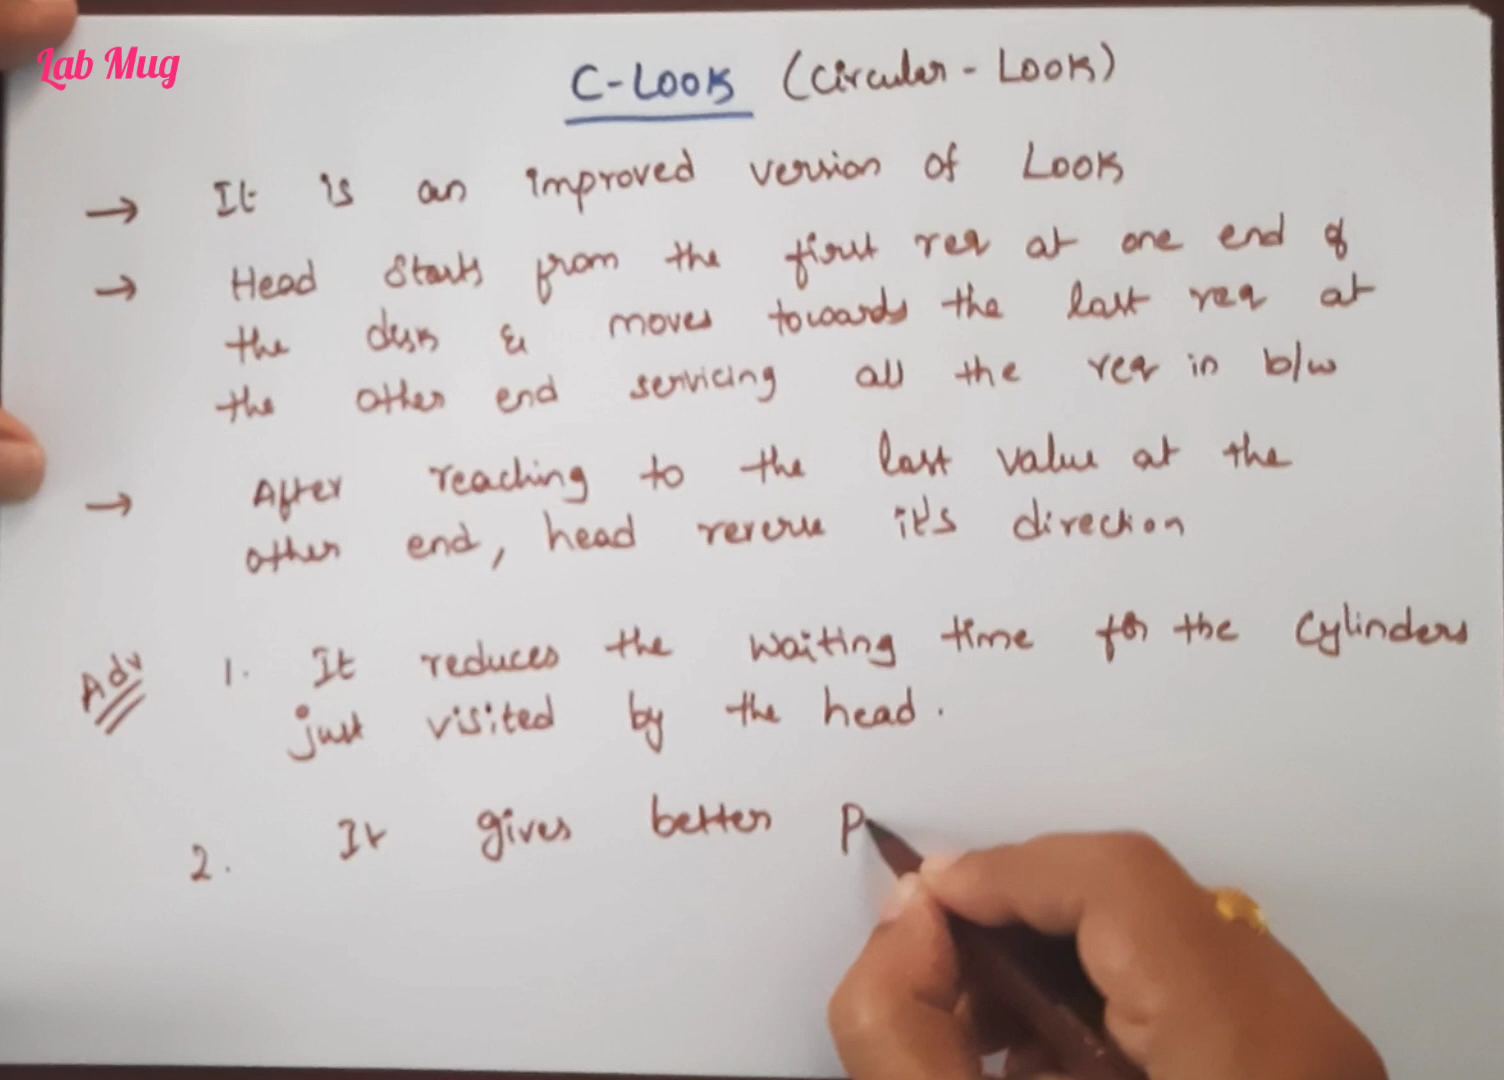 Lab Mug
C-LOOK (Circular - LOOK)
→ It is an improved version of LOOK
→ Head starts from the first req at one end of
the disk & moves towards the last req at
the other end servicing all the req in b/w
→ After reaching to the last value at the
other end, head reverse it's direction
Adv 1. It reduces the waiting time for the cylinders
just visited by the head.
2. It gives better P